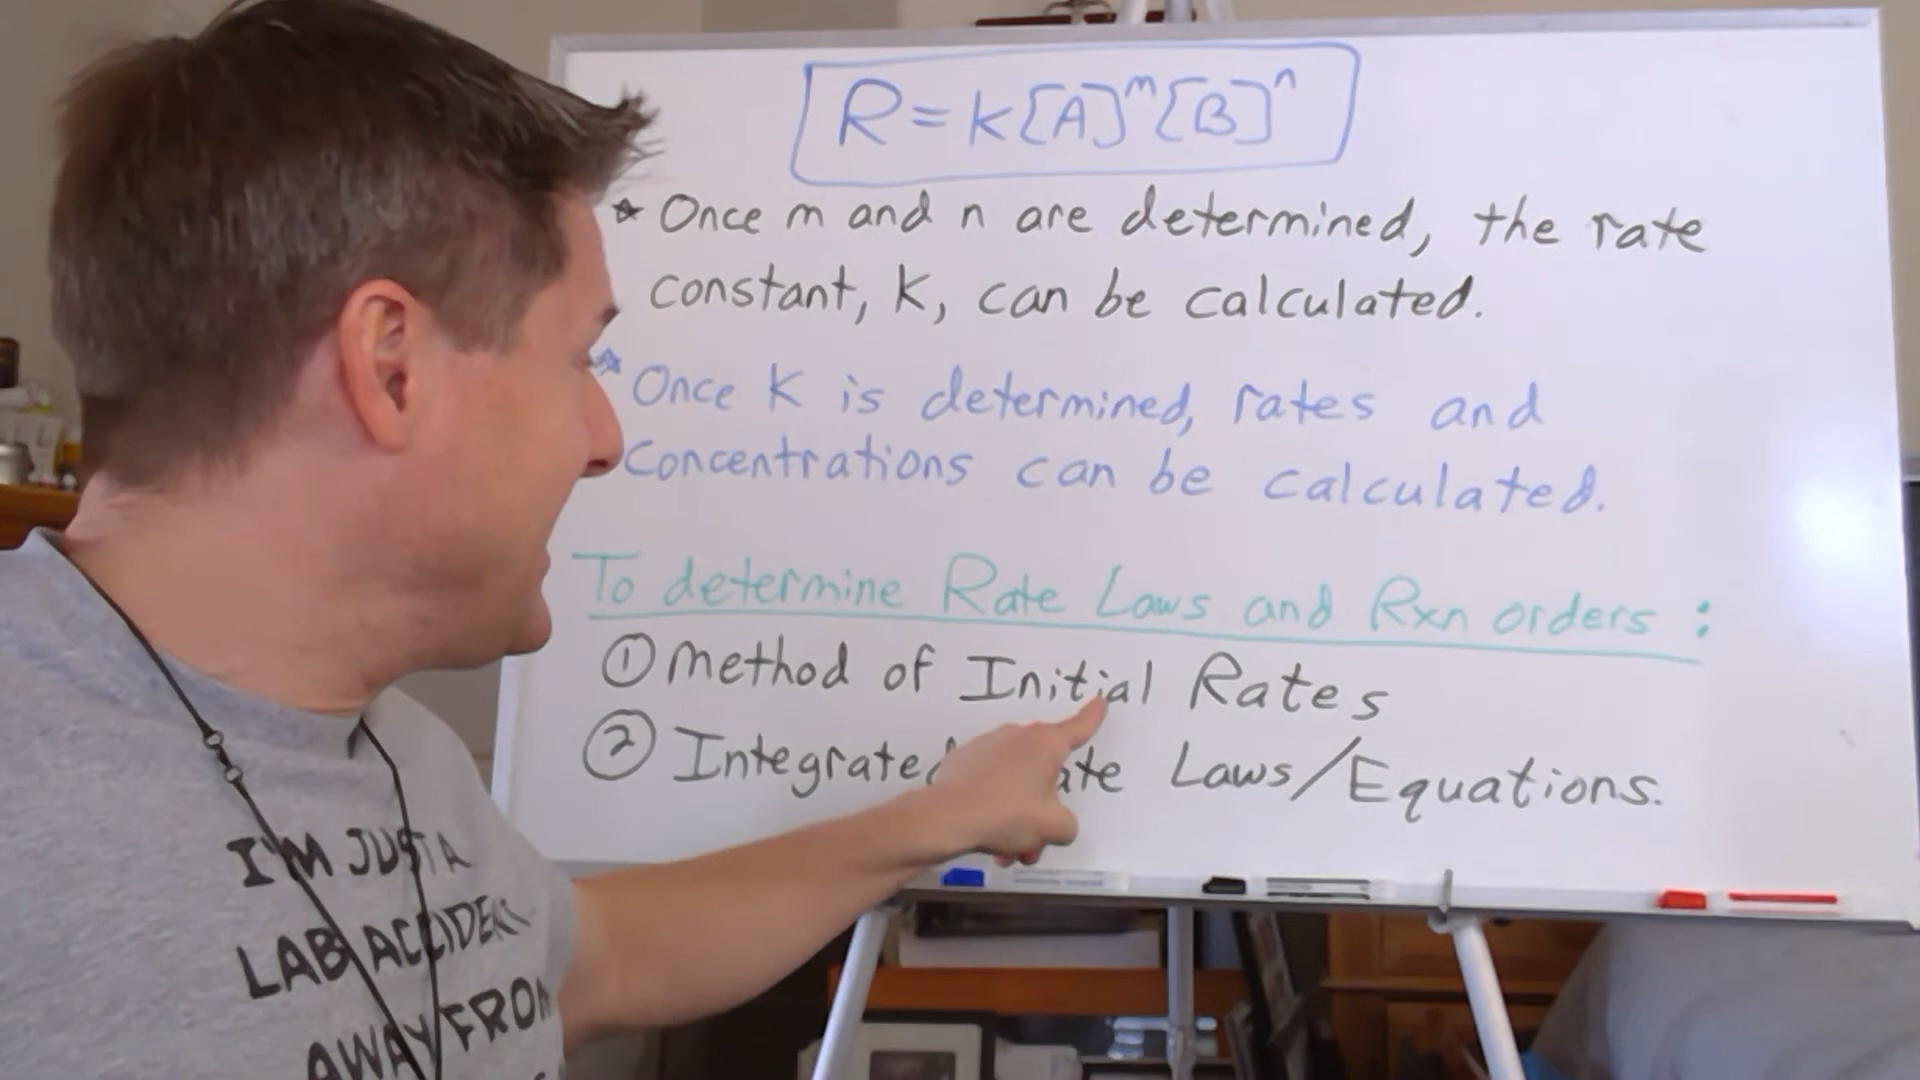 R=k[A]ᵐ[B]ⁿ
☆ Once m and n are determined, the rate
constant, k, can be calculated.
☆ Once k is determined, rates and
Concentrations can be calculated.
To determine Rate Laws and Rxn orders:
① Method of Initial Rates
② Integrated Laws/Equations.
I'M JUST A
LAB ACCIDENT
AWAY FROM